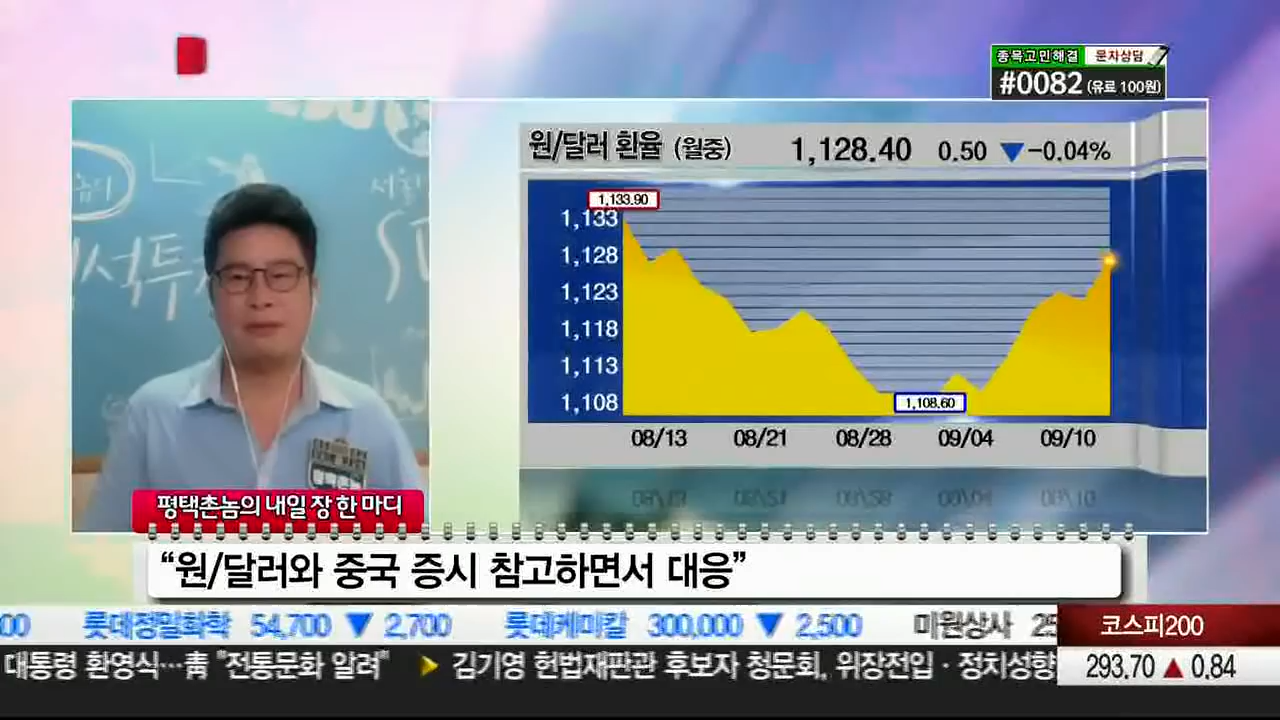 종목고민해결 문자상담
#0082 (유료 100원)
원/달러 환율 (월중) 1,128.40 0.50 ▼-0.04%
1,133.90
1,133
1,128
1,123
1,118
1,113
1,108
1,108.60
08/13 08/21 08/28 09/04 09/10
평택촌놈의 내일 장 한 마디
“원/달러와 중국 증시 참고하면서 대응”
00 롯데정밀화학 54,700 ▼ 2,700 롯데케미칼 300,000 ▼ 2,500 미원상사 25
코스피200
대통령 환영식…靑 "전통문화 알려" ▶ 김기영 헌법재판관 후보자 청문회, 위장전입·정치성향
293.70 ▲ 0.84